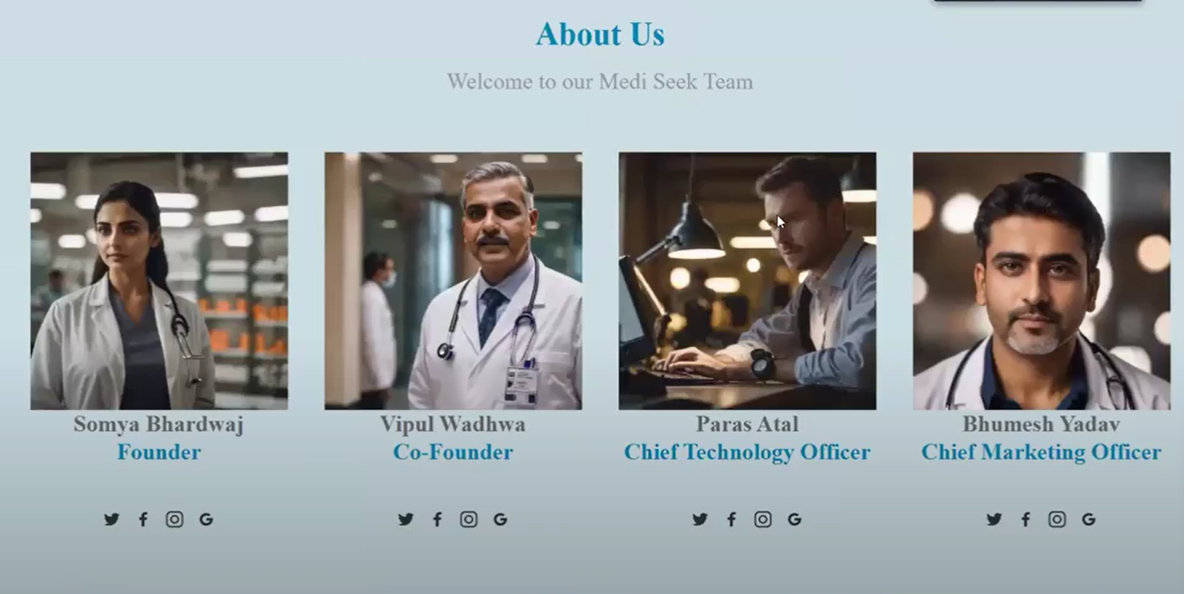 About Us
Welcome to our Medi Seek Team
Somya Bhardwaj
Founder
Vipul Wadhwa
Co-Founder
Paras Atal
Chief Technology Officer
Bhumesh Yadav
Chief Marketing Officer